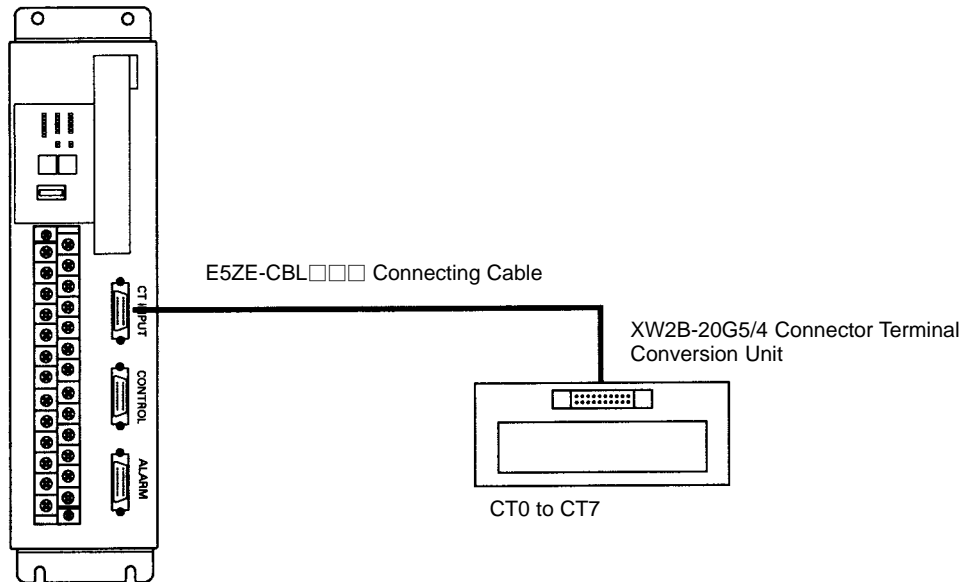 E5ZE-CBL□□□ Connecting Cable
XW2B-20G5/4 Connector Terminal
Conversion Unit
CT INPUT
CONTROL
ALARM
CT0 to CT7